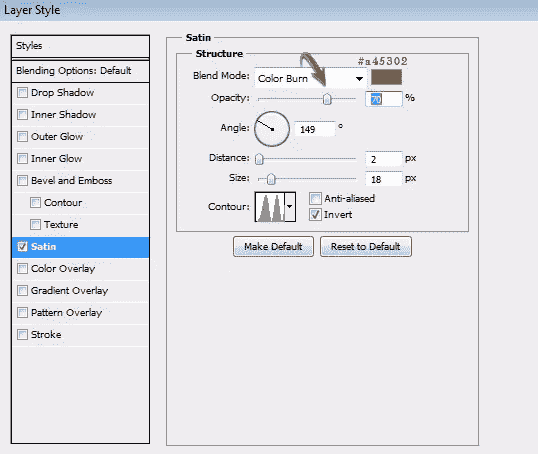 Layer Style
Styles
Blending Options: Default
Drop Shadow
Inner Shadow
Outer Glow
Inner Glow
Bevel and Emboss
Contour
Texture
Satin
Color Overlay
Gradient Overlay
Pattern Overlay
Stroke
Satin
Structure
#a45302
Blend Mode: Color Burn
Opacity: 70 %
Angle: 149 °
Distance: 2 px
Size: 18 px
Contour: Anti-aliased
Invert
Make Default Reset to Default